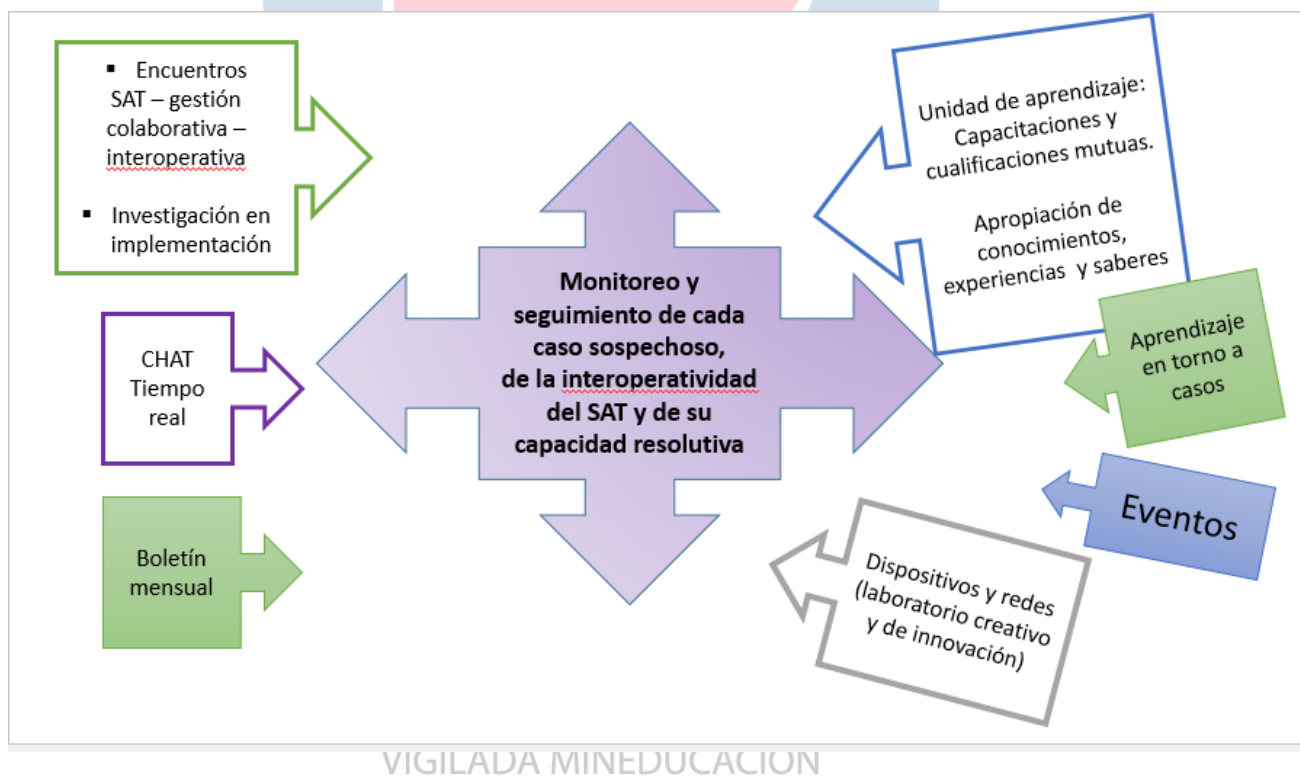 ▪ Encuentros
SAT – gestión
colaborativa –
interoperativa
▪ Investigación en
implementación
CHAT
Tiempo
real
Boletín
mensual
Monitoreo y
seguimiento de cada
caso sospechoso,
de la interoperatividad
del SAT y de su
capacidad resolutiva
Unidad de aprendizaje:
Capacitaciones y
cualificaciones mutuas.
Apropiación de
conocimientos,
experiencias y saberes
Aprendizaje
en torno a
casos
Eventos
Dispositivos y redes
(laboratorio creativo
y de innovación)
VIGILADA MINEDUCACIÓN